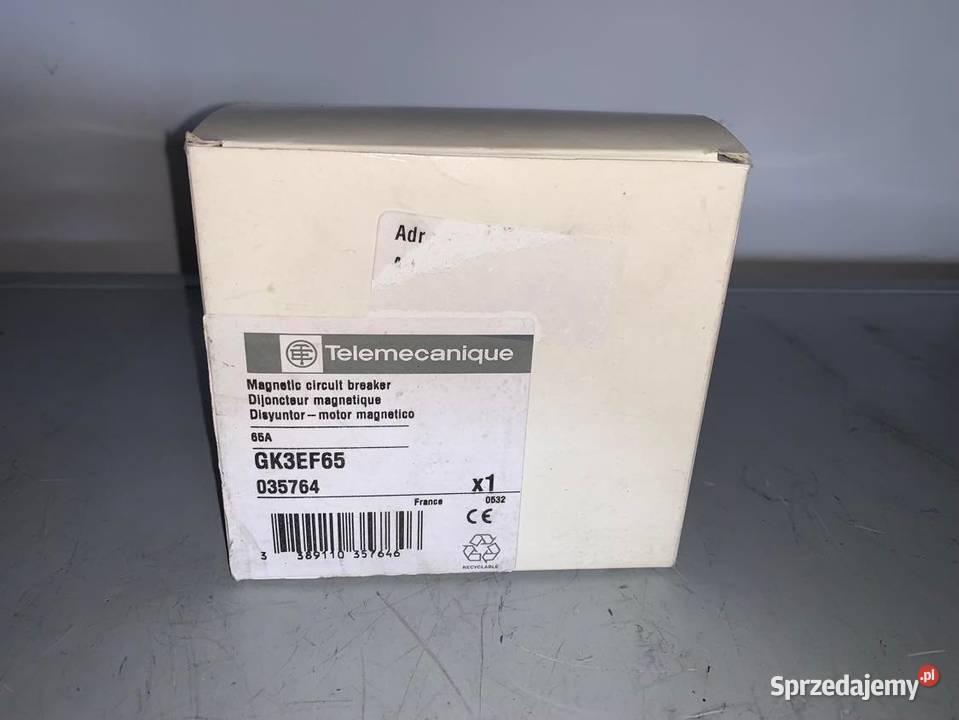 Adr
Telemecanique
Magnetic circuit breaker
Dijoncteur magnetique
Disyuntor-motor magnetico
65A
GK3EF65
035764 x1
France 0532
CE
3 389110 357646
RECYCLABLE
Sprzedajemy.pl